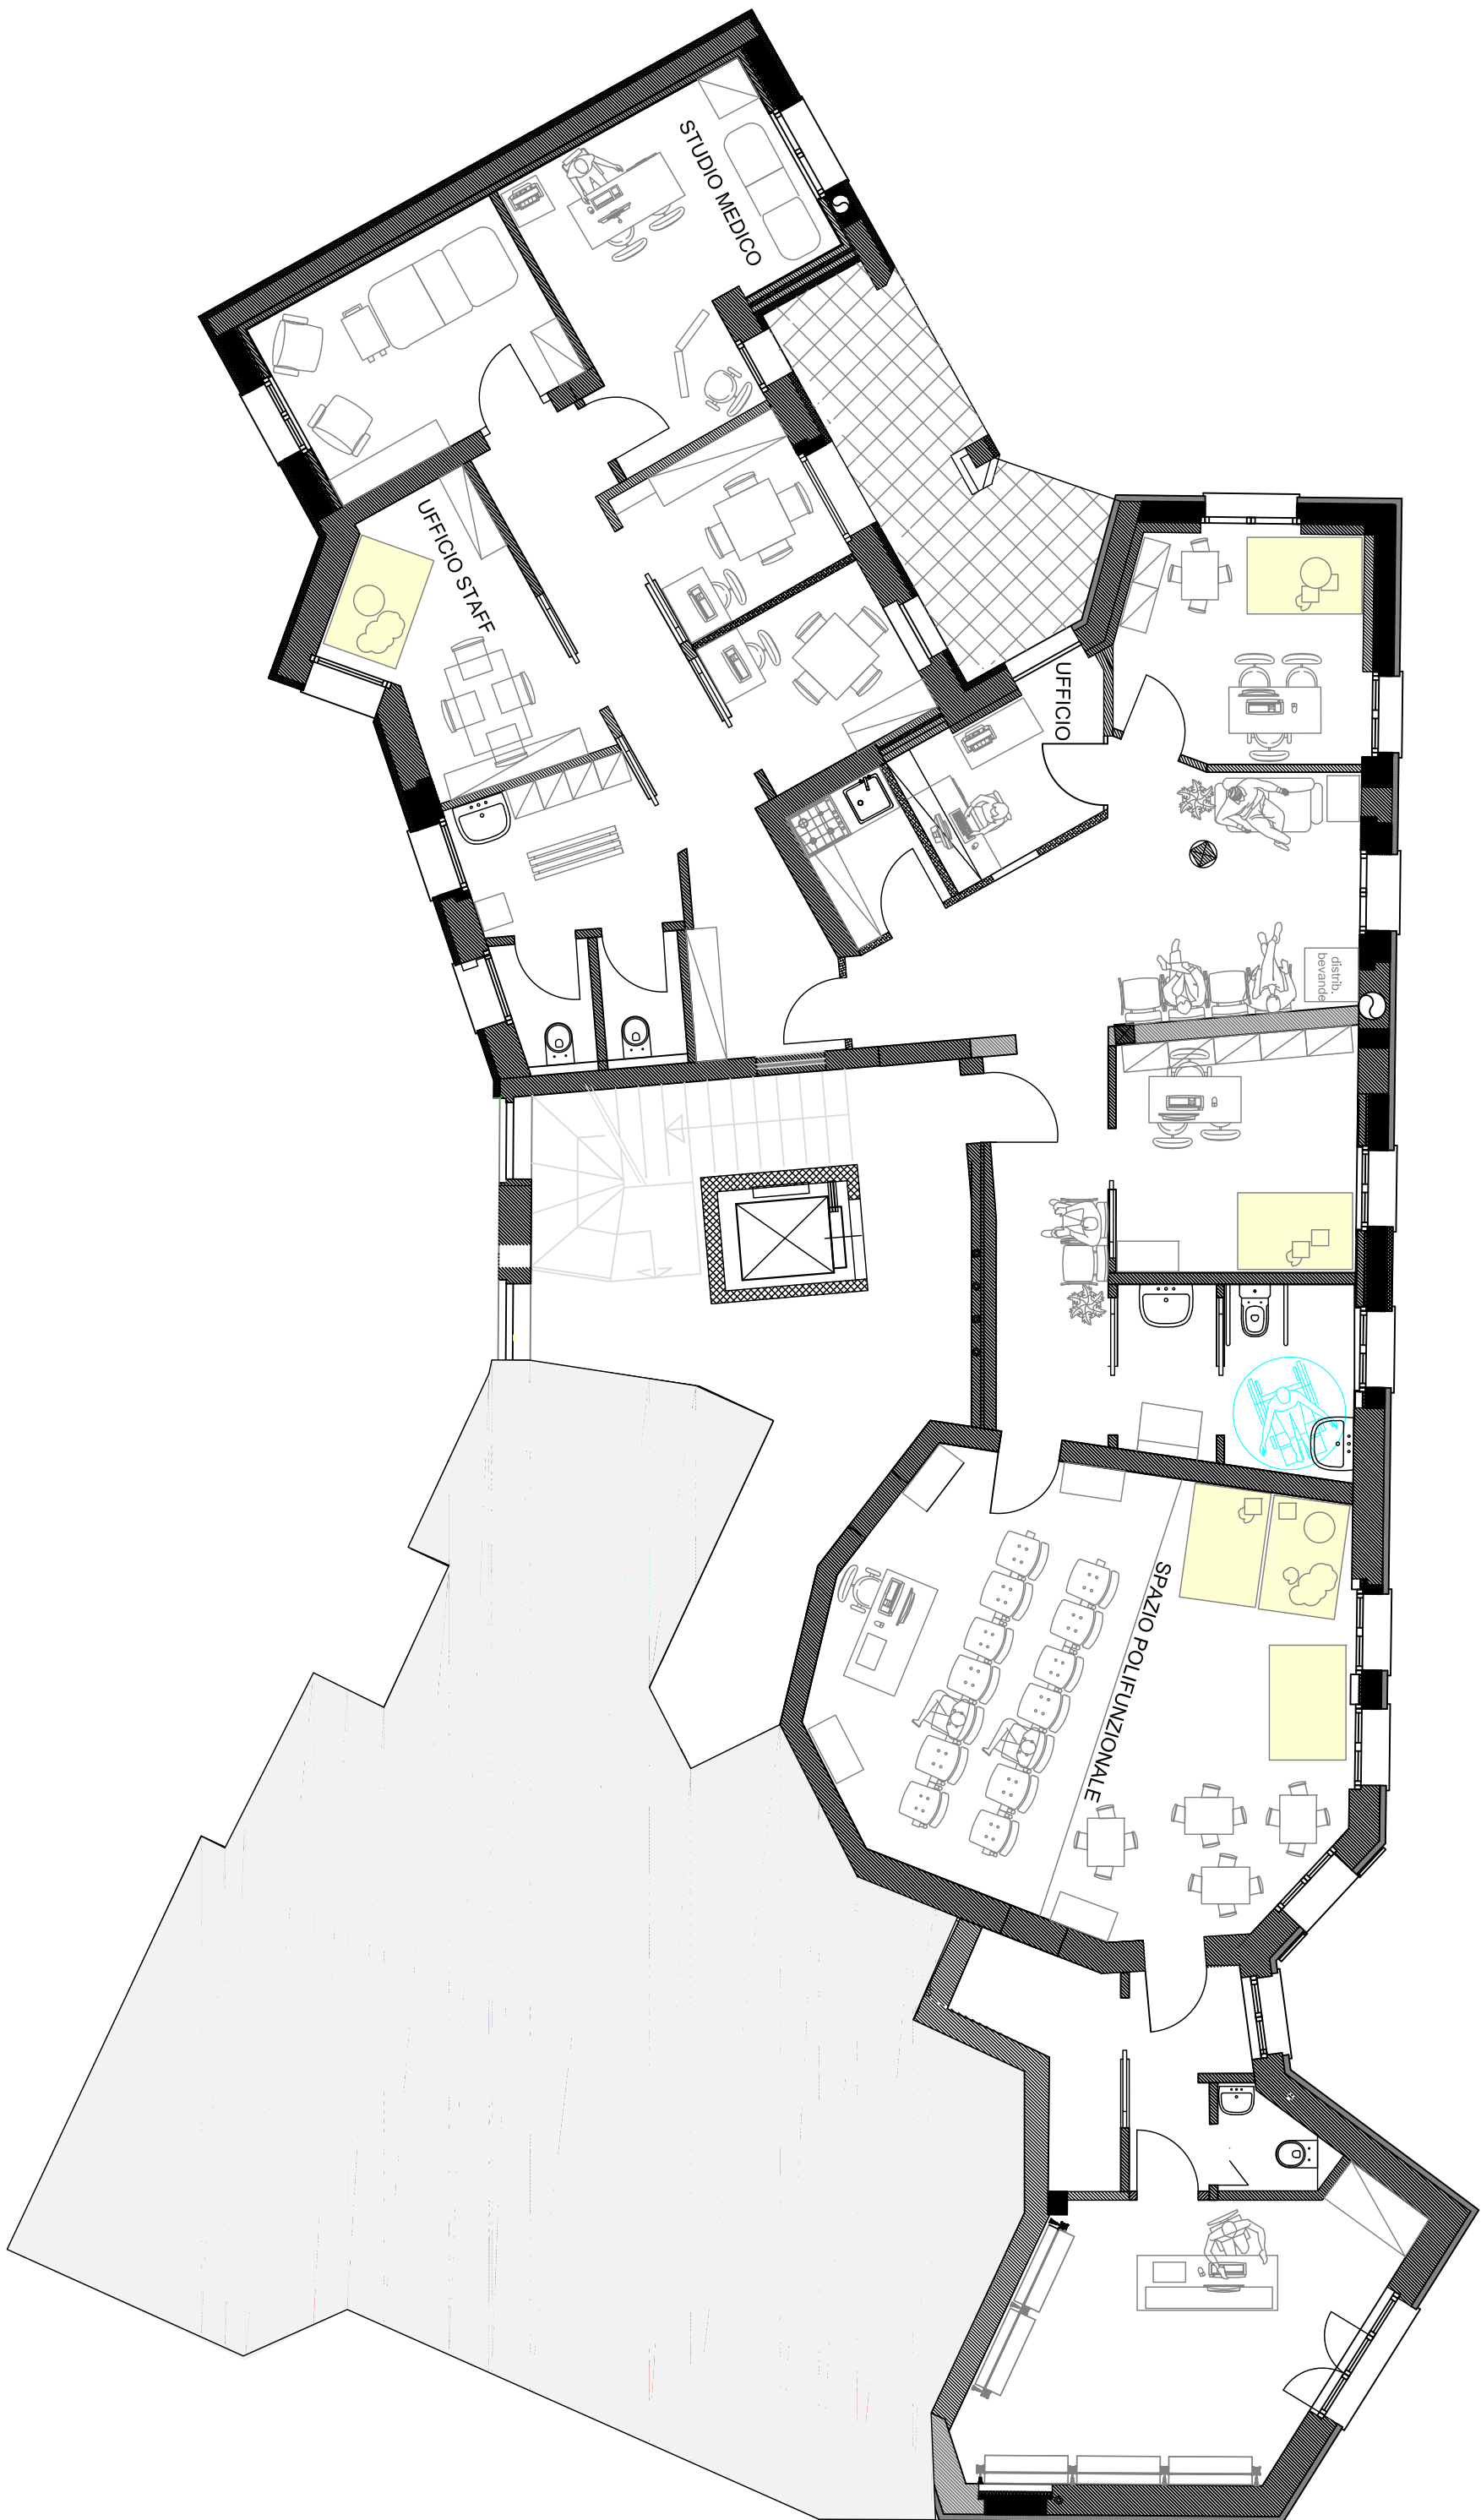 STUDIO MEDICO
UFFICIO STAFF
UFFICIO
distrib.
bevande
SPAZIO POLIFUNZIONALE